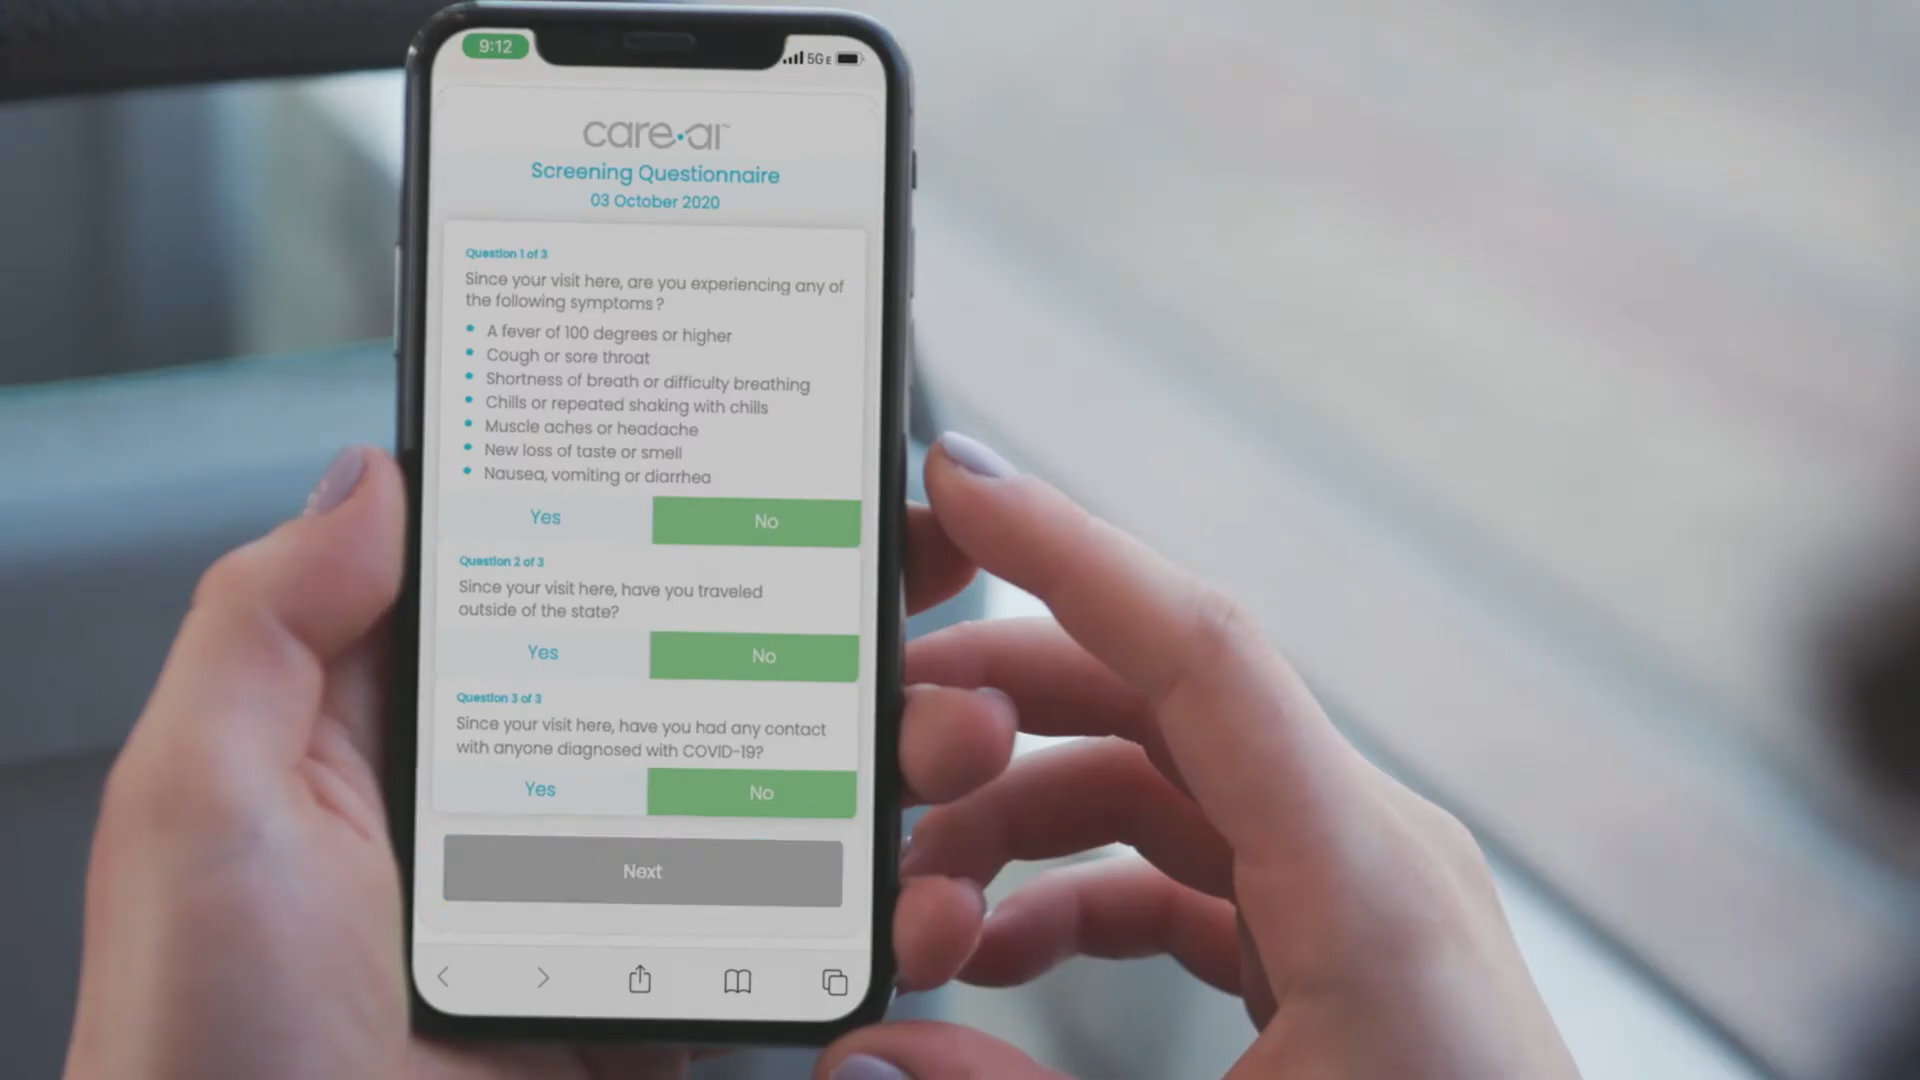 9:12
5GE
care.ai™
Screening Questionnaire
03 October 2020
Question 1 of 3
Since your visit here, are you experiencing any of
the following symptoms?
A fever of 100 degrees or higher
Cough or sore throat
Shortness of breath or difficulty breathing
Chills or repeated shaking with chills
Muscle aches or headache
New loss of taste or smell
Nausea, vomiting or diarrhea
Yes No
Question 2 of 3
Since your visit here, have you traveled
outside of the state?
Yes No
Question 3 of 3
Since your visit here, have you had any contact
with anyone diagnosed with COVID-19?
Yes No
Next